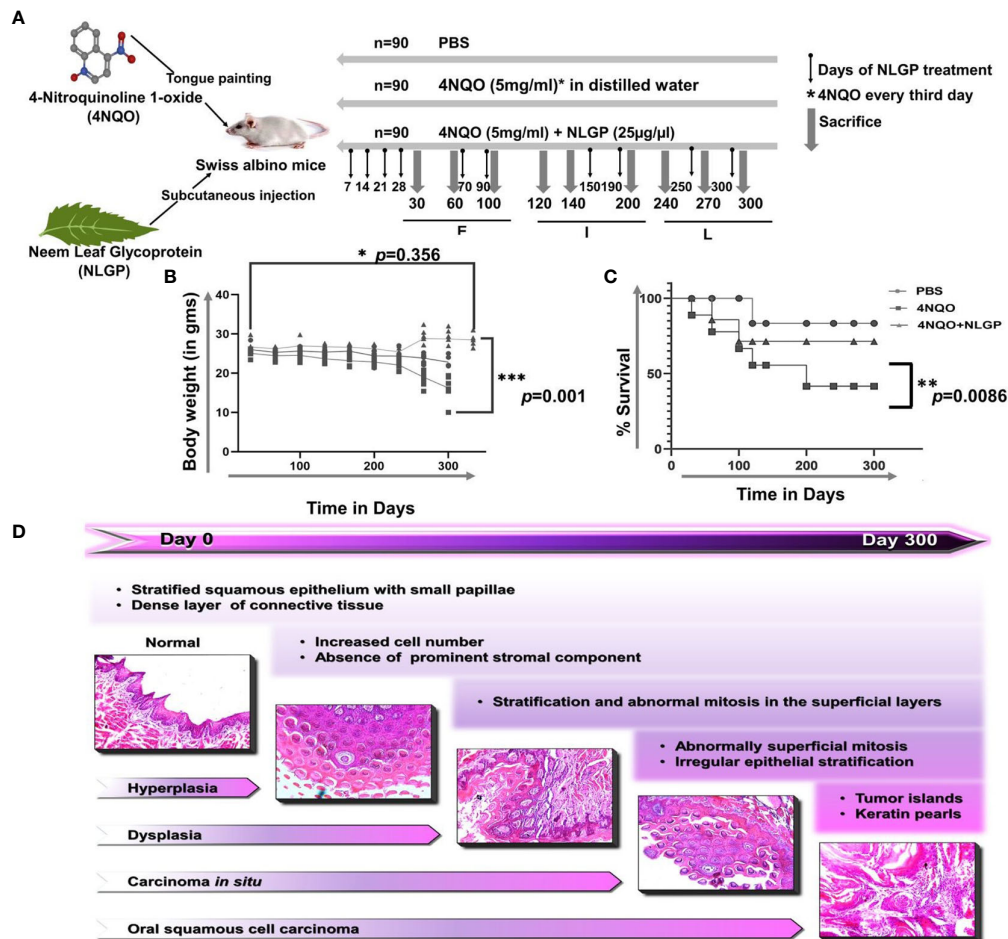 A
4-Nitroquinoline 1-oxide
(4NQO)
Tongue painting
Swiss albino mice
Subcutaneous injection
Neem Leaf Glycoprotein
(NLGP)
n=90 PBS
n=90 4NQO (5mg/ml)* in distilled water
n=90 4NQO (5mg/ml) + NLGP (25µg/µl)
7 14 21 28 70 90 150 190 250 300
30 60 100 120 140 200 240 270 300
F I L
Days of NLGP treatment
* 4NQO every third day
Sacrifice
B
* p=0.356
Body weight (in gms)
40
30
20
10
0
100 200 300
Time in Days
*** p=0.001
C
% Survival
100
50
0
0 100 200 300
Time in Days
PBS
4NQO
4NQO+NLGP
** p=0.0086
D
Day 0 Day 300
• Stratified squamous epithelium with small papillae
• Dense layer of connective tissue
Normal
• Increased cell number
• Absence of prominent stromal component
• Stratification and abnormal mitosis in the superficial layers
• Abnormally superficial mitosis
• Irregular epithelial stratification
• Tumor islands
• Keratin pearls
Hyperplasia
Dysplasia
Carcinoma in situ
Oral squamous cell carcinoma